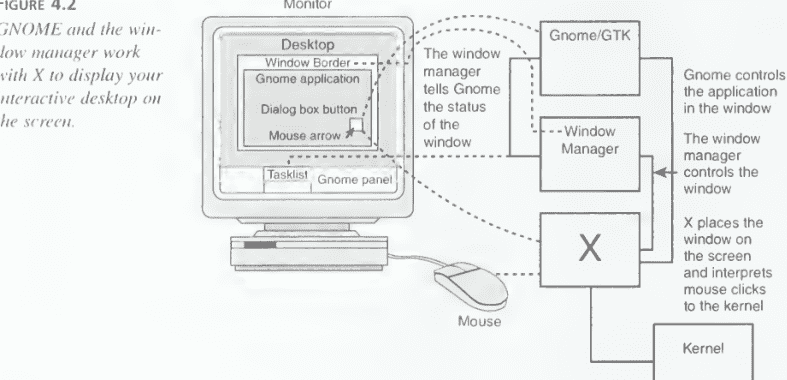 FIGURE 4.2
GNOME and the win-
dow manager work
with X to display your
interactive desktop on
the screen.
Monitor
Desktop
Window Border
Gnome application
Dialog box button
Mouse arrow
Tasklist
Gnome panel
The window
manager
tells Gnome
the status
of the
window
Mouse
Gnome/GTK
Window
Manager
X
Kernel
Gnome controls
the application
in the window
The window
manager
controls the
window
X places the
window on
the screen
and interprets
mouse clicks
to the kernel